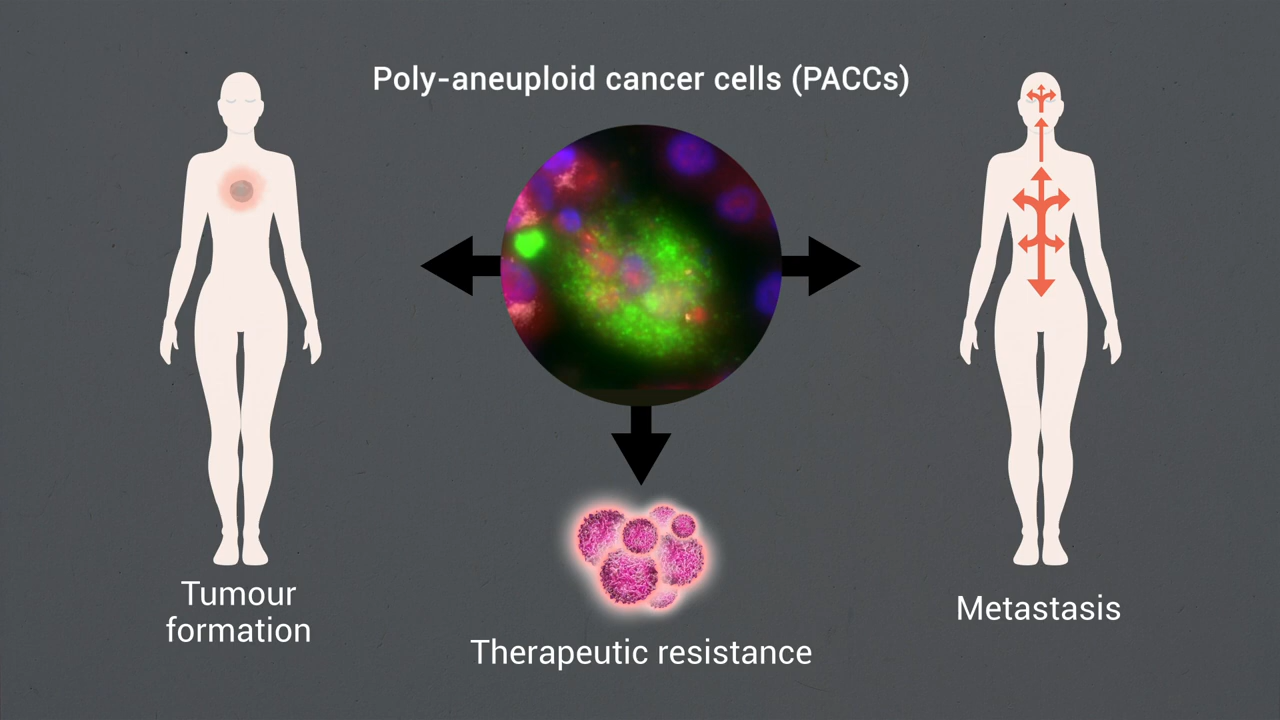 Poly-aneuploid cancer cells (PACCs)
Tumour
formation
Therapeutic resistance
Metastasis